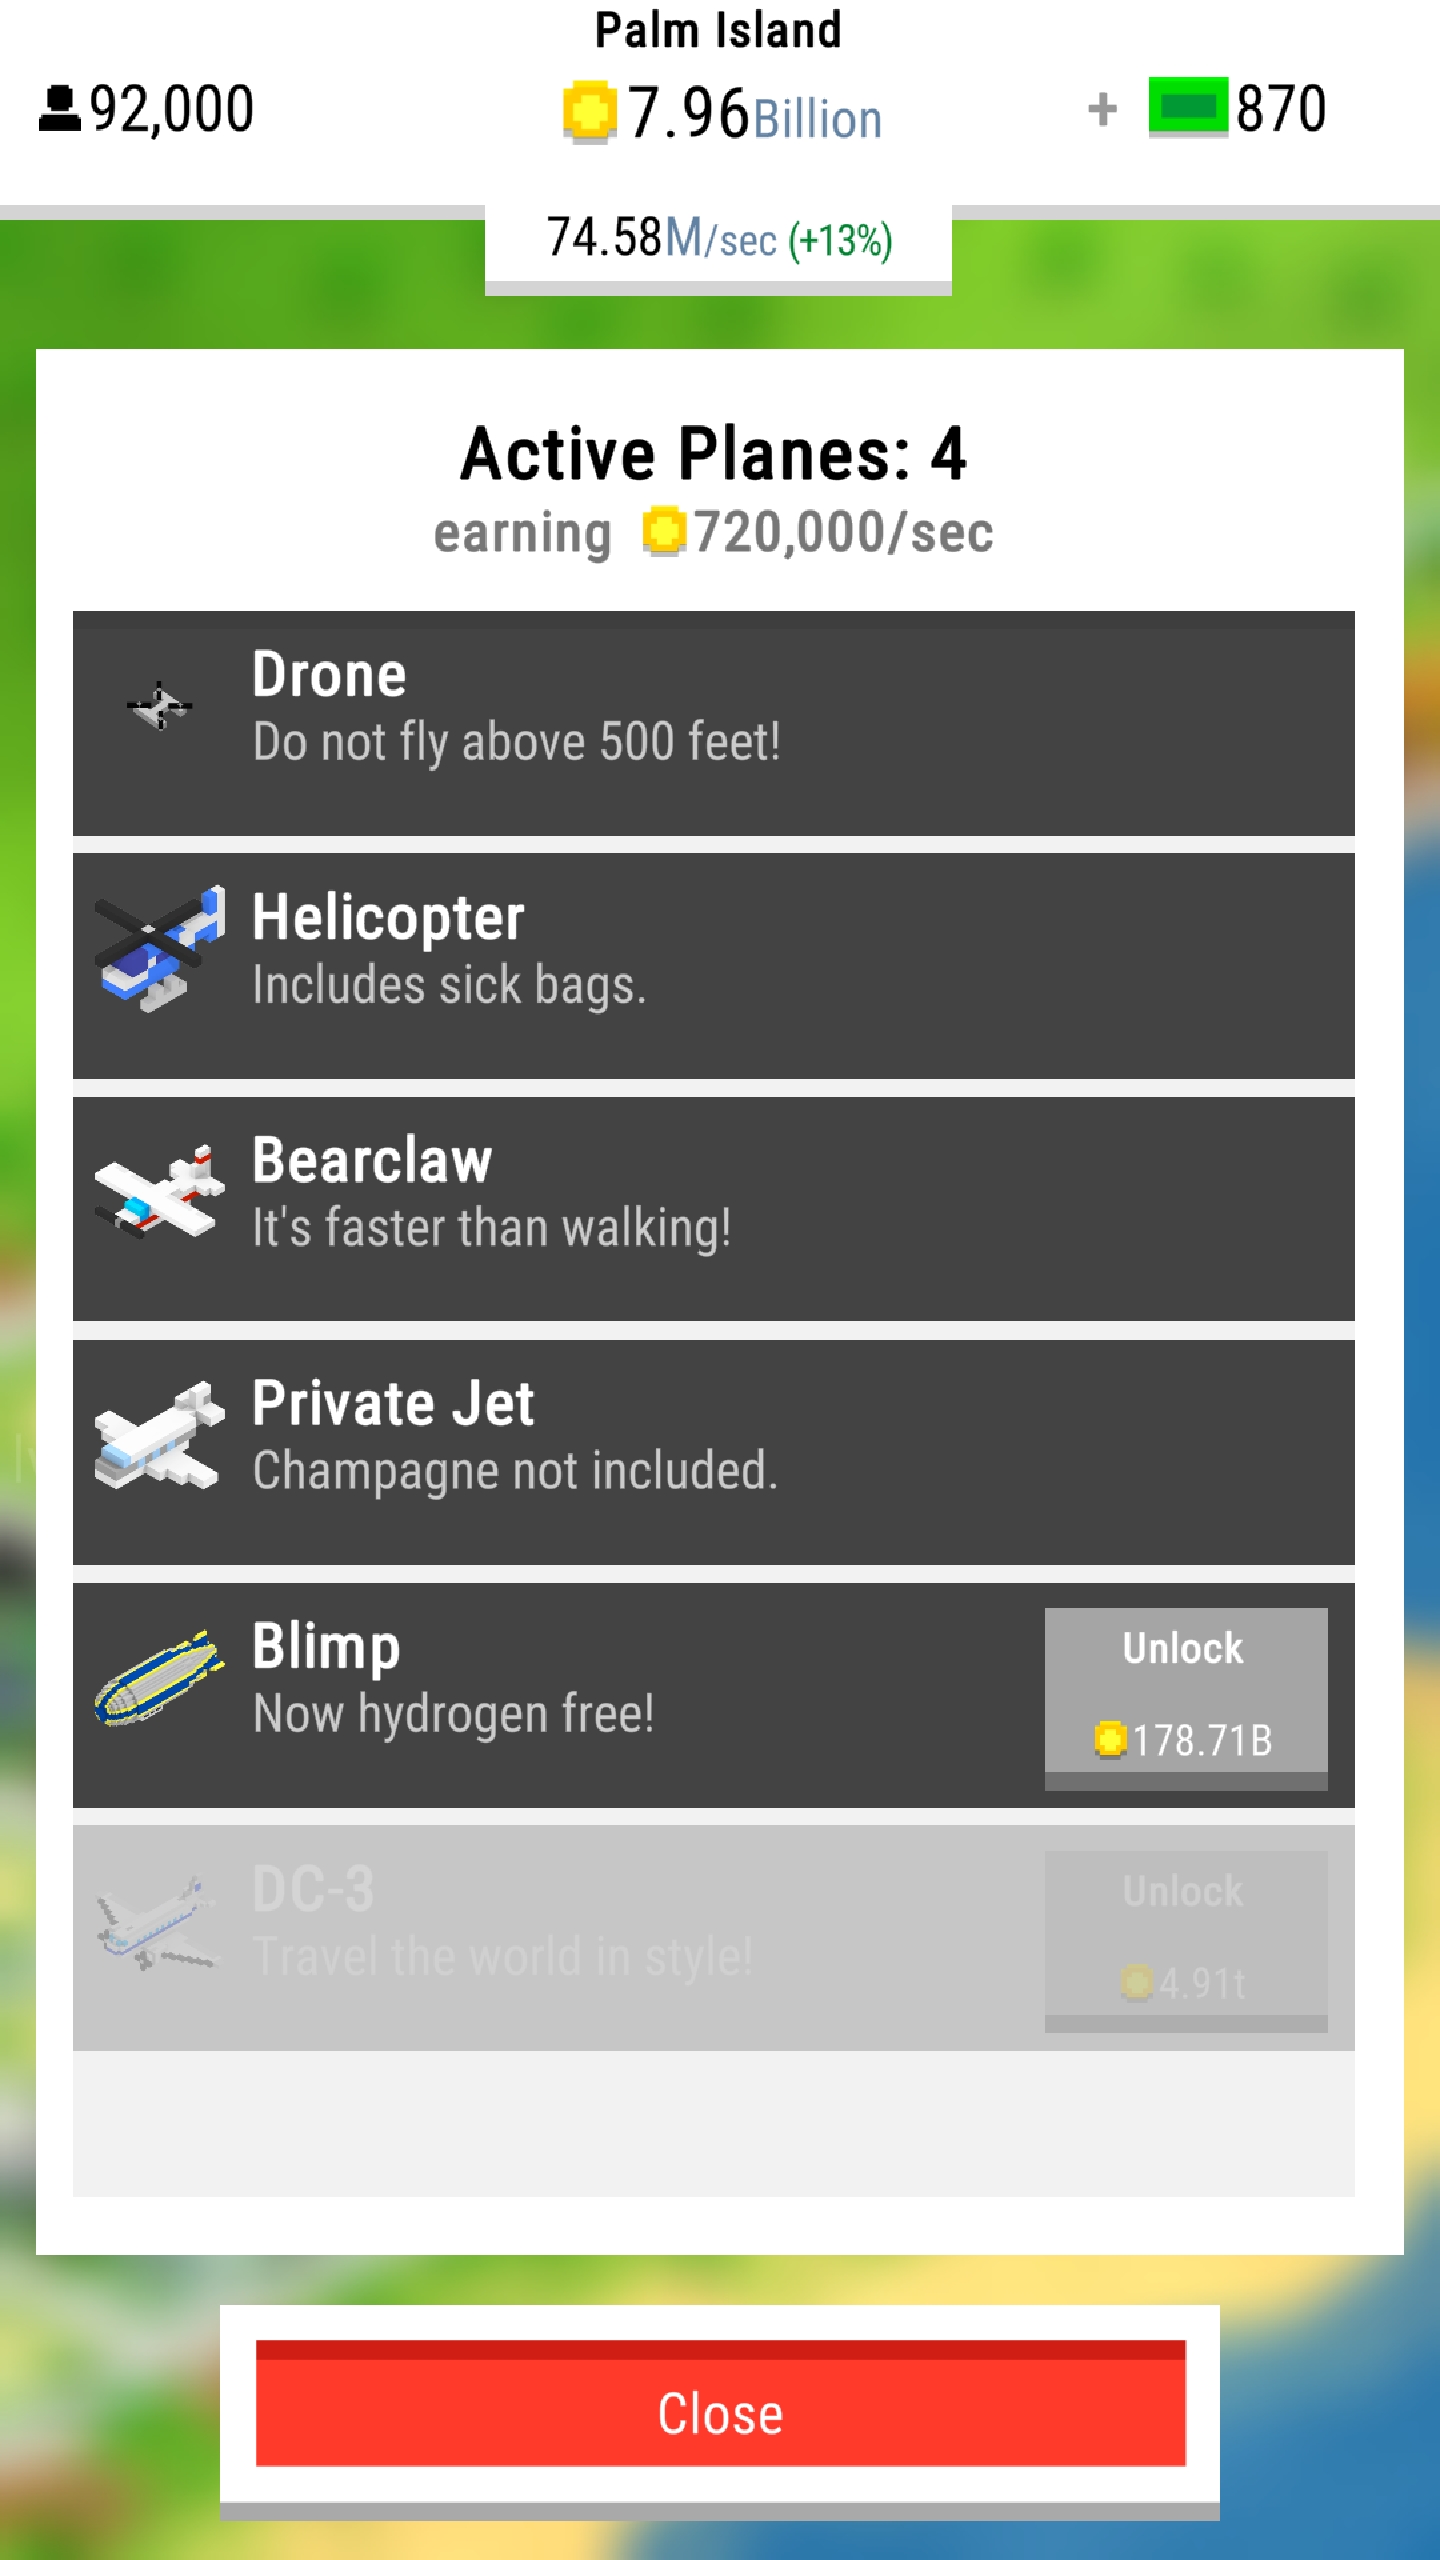 Palm Island
92,000
7.96Billion
+ 870
74.58M/sec (+13%)
Active Planes: 4
earning 720,000/sec
Drone
Do not fly above 500 feet!
Helicopter
Includes sick bags.
Bearclaw
It's faster than walking!
Private Jet
Champagne not included.
Blimp
Now hydrogen free!
Unlock
178.71B
DC-3
Travel the world in style!
Unlock
4.91t
Close